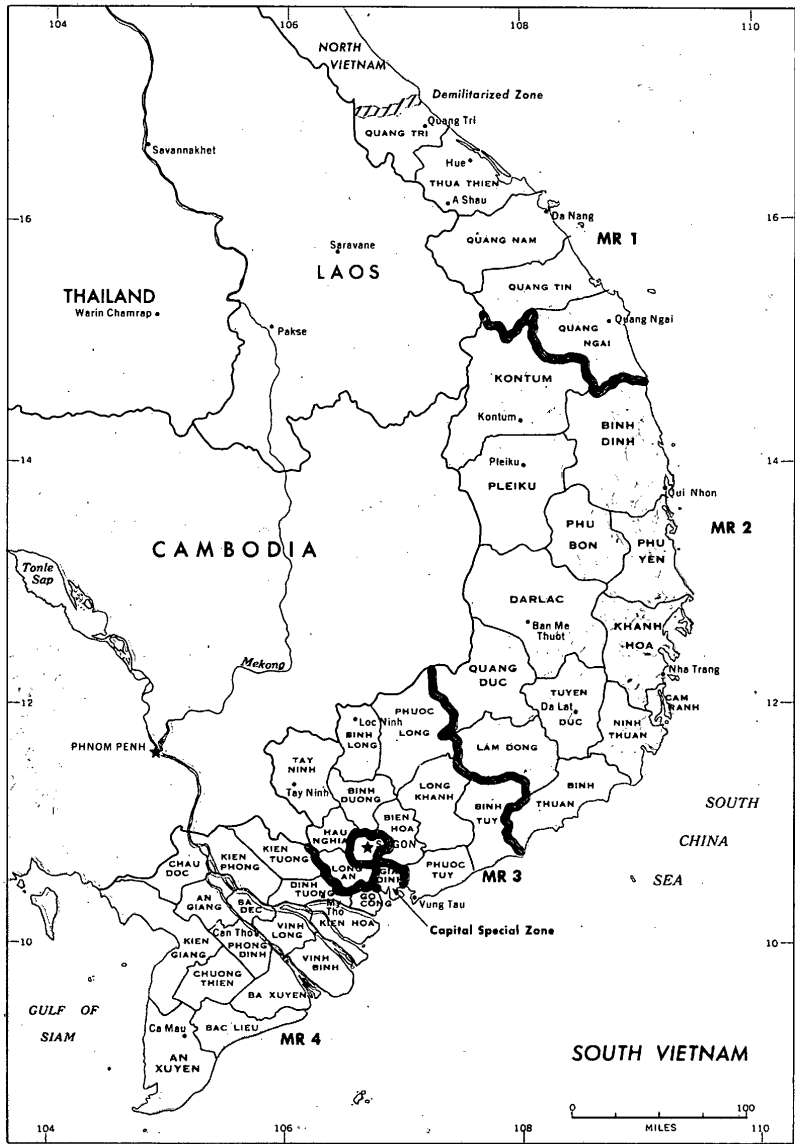 104
106
108
110
NORTH
VIETNAM
Demilitarized Zone
Quang Tri
QUANG TRI
Savannakhet
Hue
THUA THIEN
A Shau
16
16
Da Nang
MR 1
QUANG NAM
Saravane
LAOS
QUANG TIN
THAILAND
Warin Chamrap
Pakse
Quang Ngai
QUANG
NGAI
KONTUM
Kontum
BINH
DINH
14
14
Pleiku
PLEIKU
Qui Nhon
MR 2
PHU
BON
PHU
YEN
CAMBODIA
Tonle
Sap
DARLAC
Ban Me
Thuot
KHANH
HOA
Mekong
QUANG
DUC
Nha Trang
TUYEN
Da Lat
DUC
CAM
RANH
12
12
PHUOC
LONG
Loc Ninh
BINH
LONG
NINH
THUAN
PHNOM PENH
LAM DONG
TAY
NINH
Tay Ninh
BINH
DUONG
LONG
KHANH
BINH
TUY
BINH
THUAN
SOUTH
CHINA
SEA
BIEN
HOA
HAU
NGHIA
SAIGON
KIEN
TUONG
KIEN
PHONG
CHAU
DOC
LONG
AN
GIA
DINH
PHUOC
TUY
MR 3
DINH
TUONG
My
Tho
GO
CONG
Vung Tau
AN
GIANG
SA
DEC
KIEN HOA
Capital Special Zone
10
10
Can Tho
VINH
LONG
PHONG
DINH
KIEN
GIANG
VINH
BINH
CHUONG
THIEN
BA XUYEN
GULF OF
SIAM
Ca Mau
BAC LIEU
MR 4
AN
XUYEN
SOUTH VIETNAM
0
100
MILES
104
106
108
110